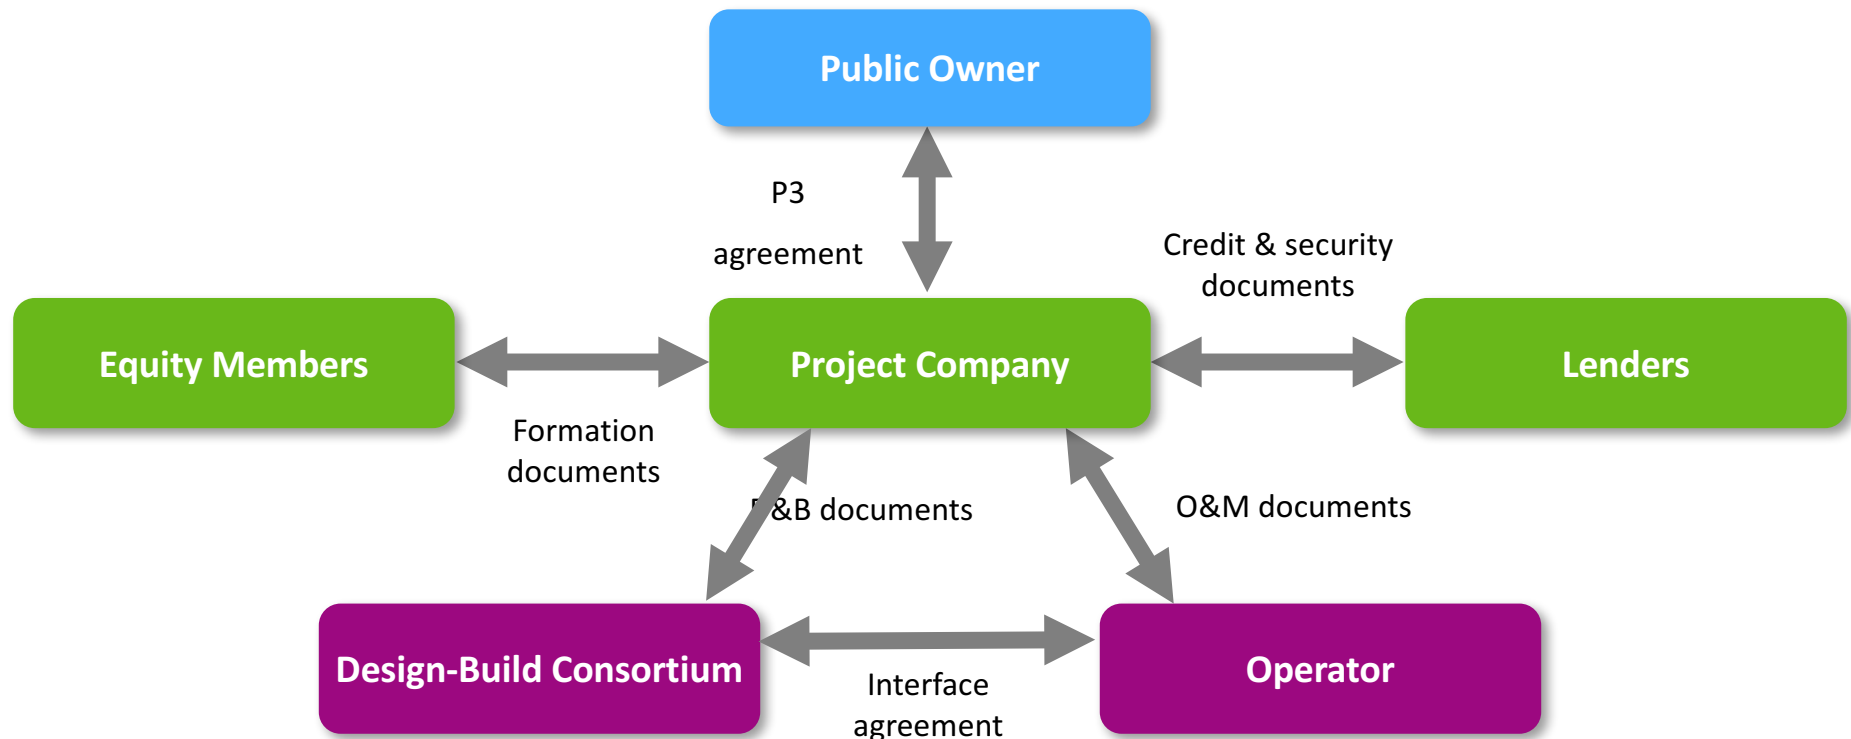 Public Owner
P3
agreement
Credit & security
documents
Equity Members
Project Company
Lenders
Formation
documents
&B documents
O&M documents
Design-Build Consortium
Interface
agreement
Operator